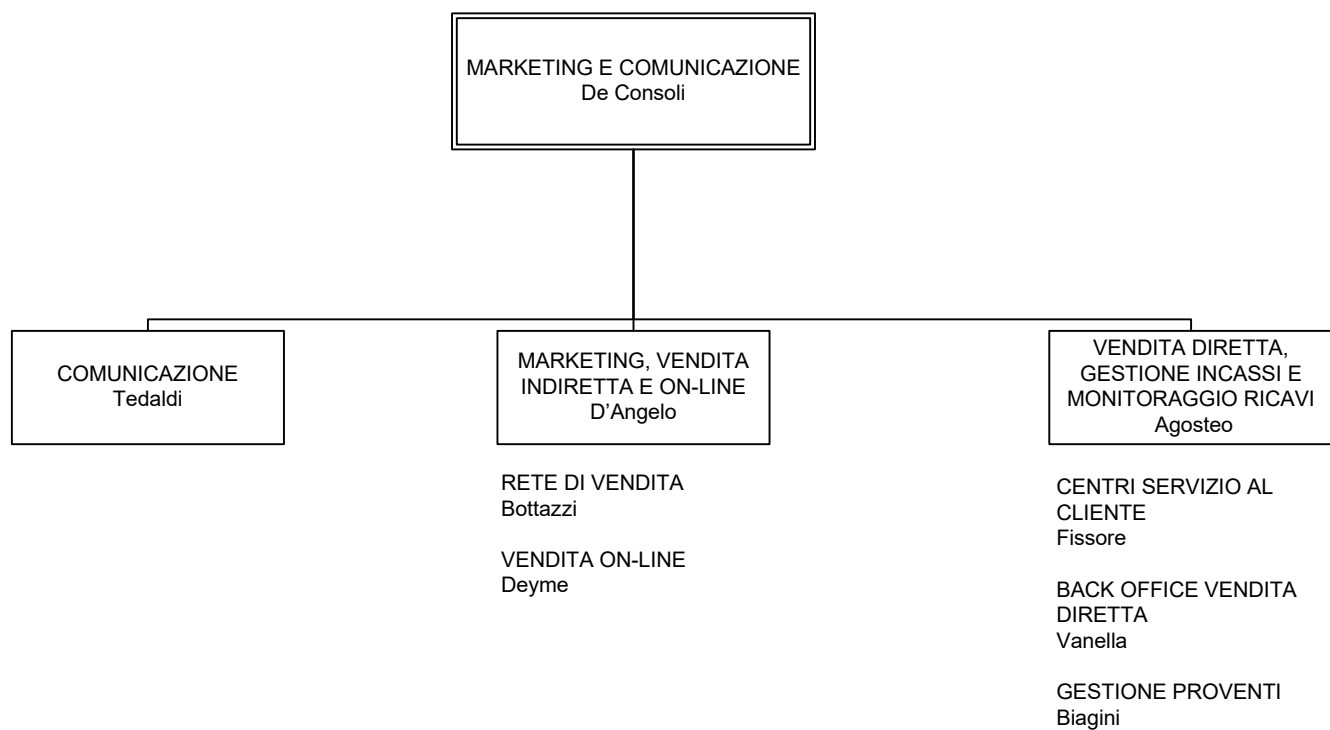 MARKETING E COMUNICAZIONE
De Consoli
COMUNICAZIONE
Tedaldi
MARKETING, VENDITA
INDIRETTA E ON-LINE
D’Angelo
RETE DI VENDITA
Bottazzi
VENDITA ON-LINE
Deyme
VENDITA DIRETTA,
GESTIONE INCASSI E
MONITORAGGIO RICAVI
Agosteo
CENTRI SERVIZIO AL
CLIENTE
Fissore
BACK OFFICE VENDITA
DIRETTA
Vanella
GESTIONE PROVENTI
Biagini